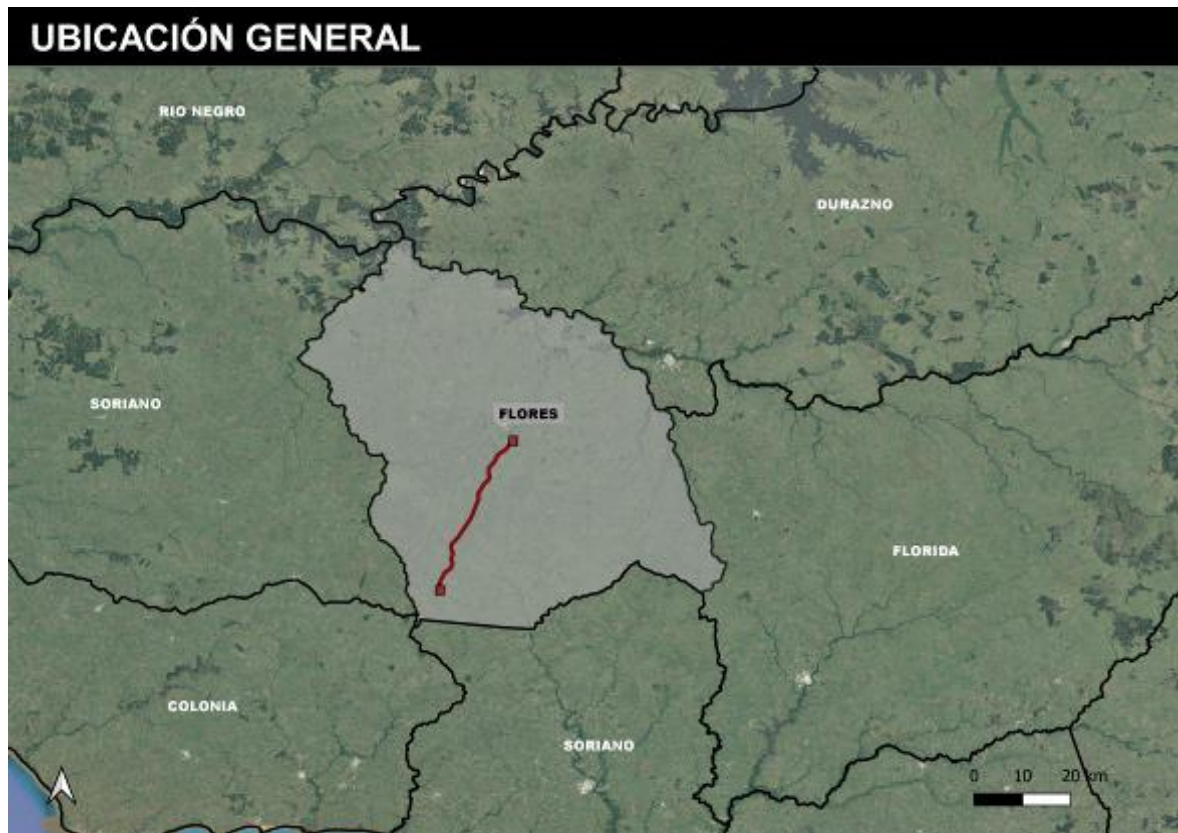 UBICACIÓN GENERAL
RIO NEGRO
DURAZNO
SORIANO
FLORES
FLORIDA
COLONIA
SORIANO
0 10 20 km